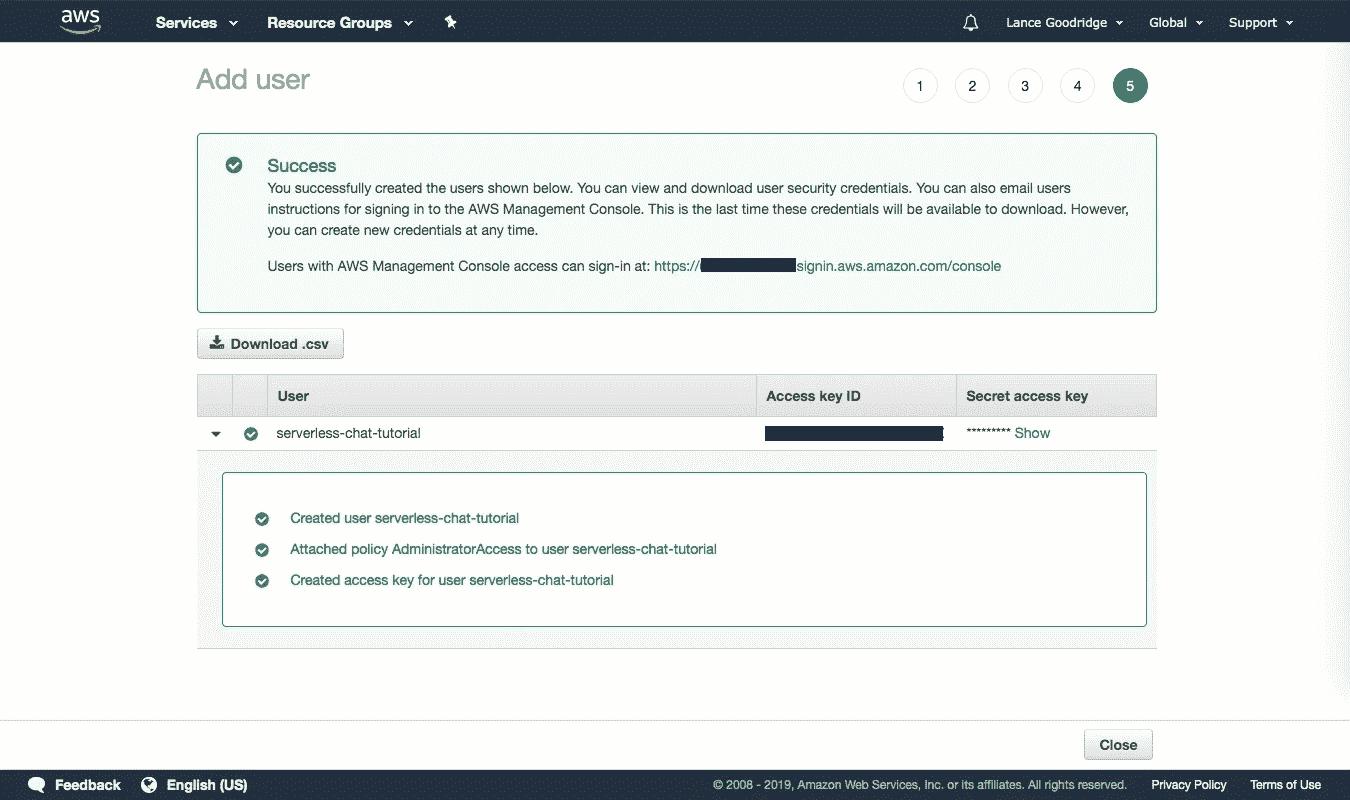 aws Services Resource Groups Lance Goodridge Global Support
Add user 1 2 3 4 5
Success
You successfully created the users shown below. You can view and download user security credentials. You can also email users
instructions for signing in to the AWS Management Console. This is the last time these credentials will be available to download. However,
you can create new credentials at any time.
Users with AWS Management Console access can sign-in at: https:// signin.aws.amazon.com/console
Download .csv
User Access key ID Secret access key
serverless-chat-tutorial ********* Show
Created user serverless-chat-tutorial
Attached policy AdministratorAccess to user serverless-chat-tutorial
Created access key for user serverless-chat-tutorial
Close
Feedback English (US) © 2008 - 2019, Amazon Web Services, Inc. or its affiliates. All rights reserved. Privacy Policy Terms of Use